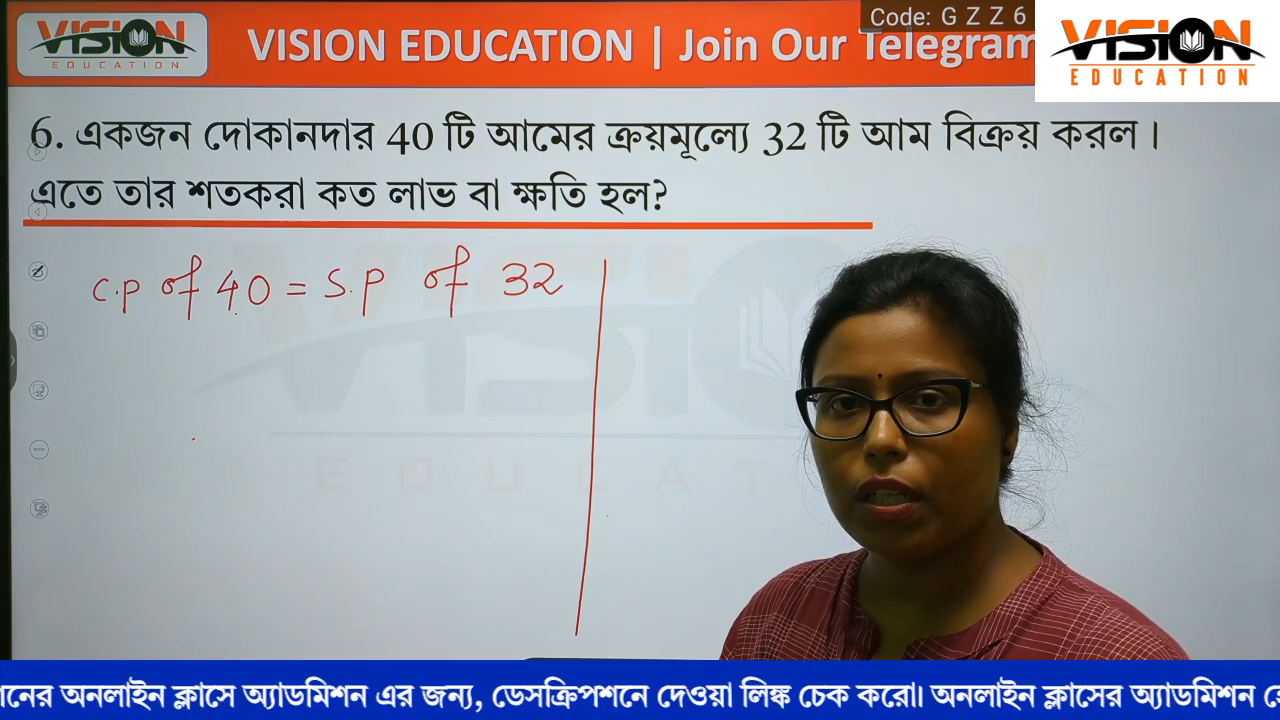 VISION
EDUCATION
VISION EDUCATION | Join Our Telegram
Code: G Z Z 6
VISION
EDUCATION
6. একজন দোকানদার 40 টি আমের ক্রয়মূল্যে 32 টি আম বিক্রয় করল।
এতে তার শতকরা কত লাভ বা ক্ষতি হল?
C.P of 40 = S.P of 32
অনলাইন ক্লাসে অ্যাডমিশন এর জন্য, ডেসক্রিপশনে দেওয়া লিঙ্ক চেক করো। অনলাইন ক্লাসের অ্যাডমিশন